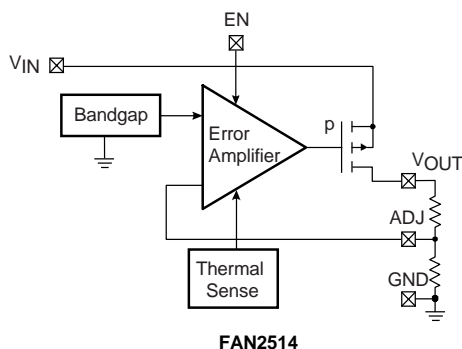 EN
VIN
Bandgap
Error
Amplifier
p
VOUT
ADJ
Thermal
Sense
GND
FAN2514